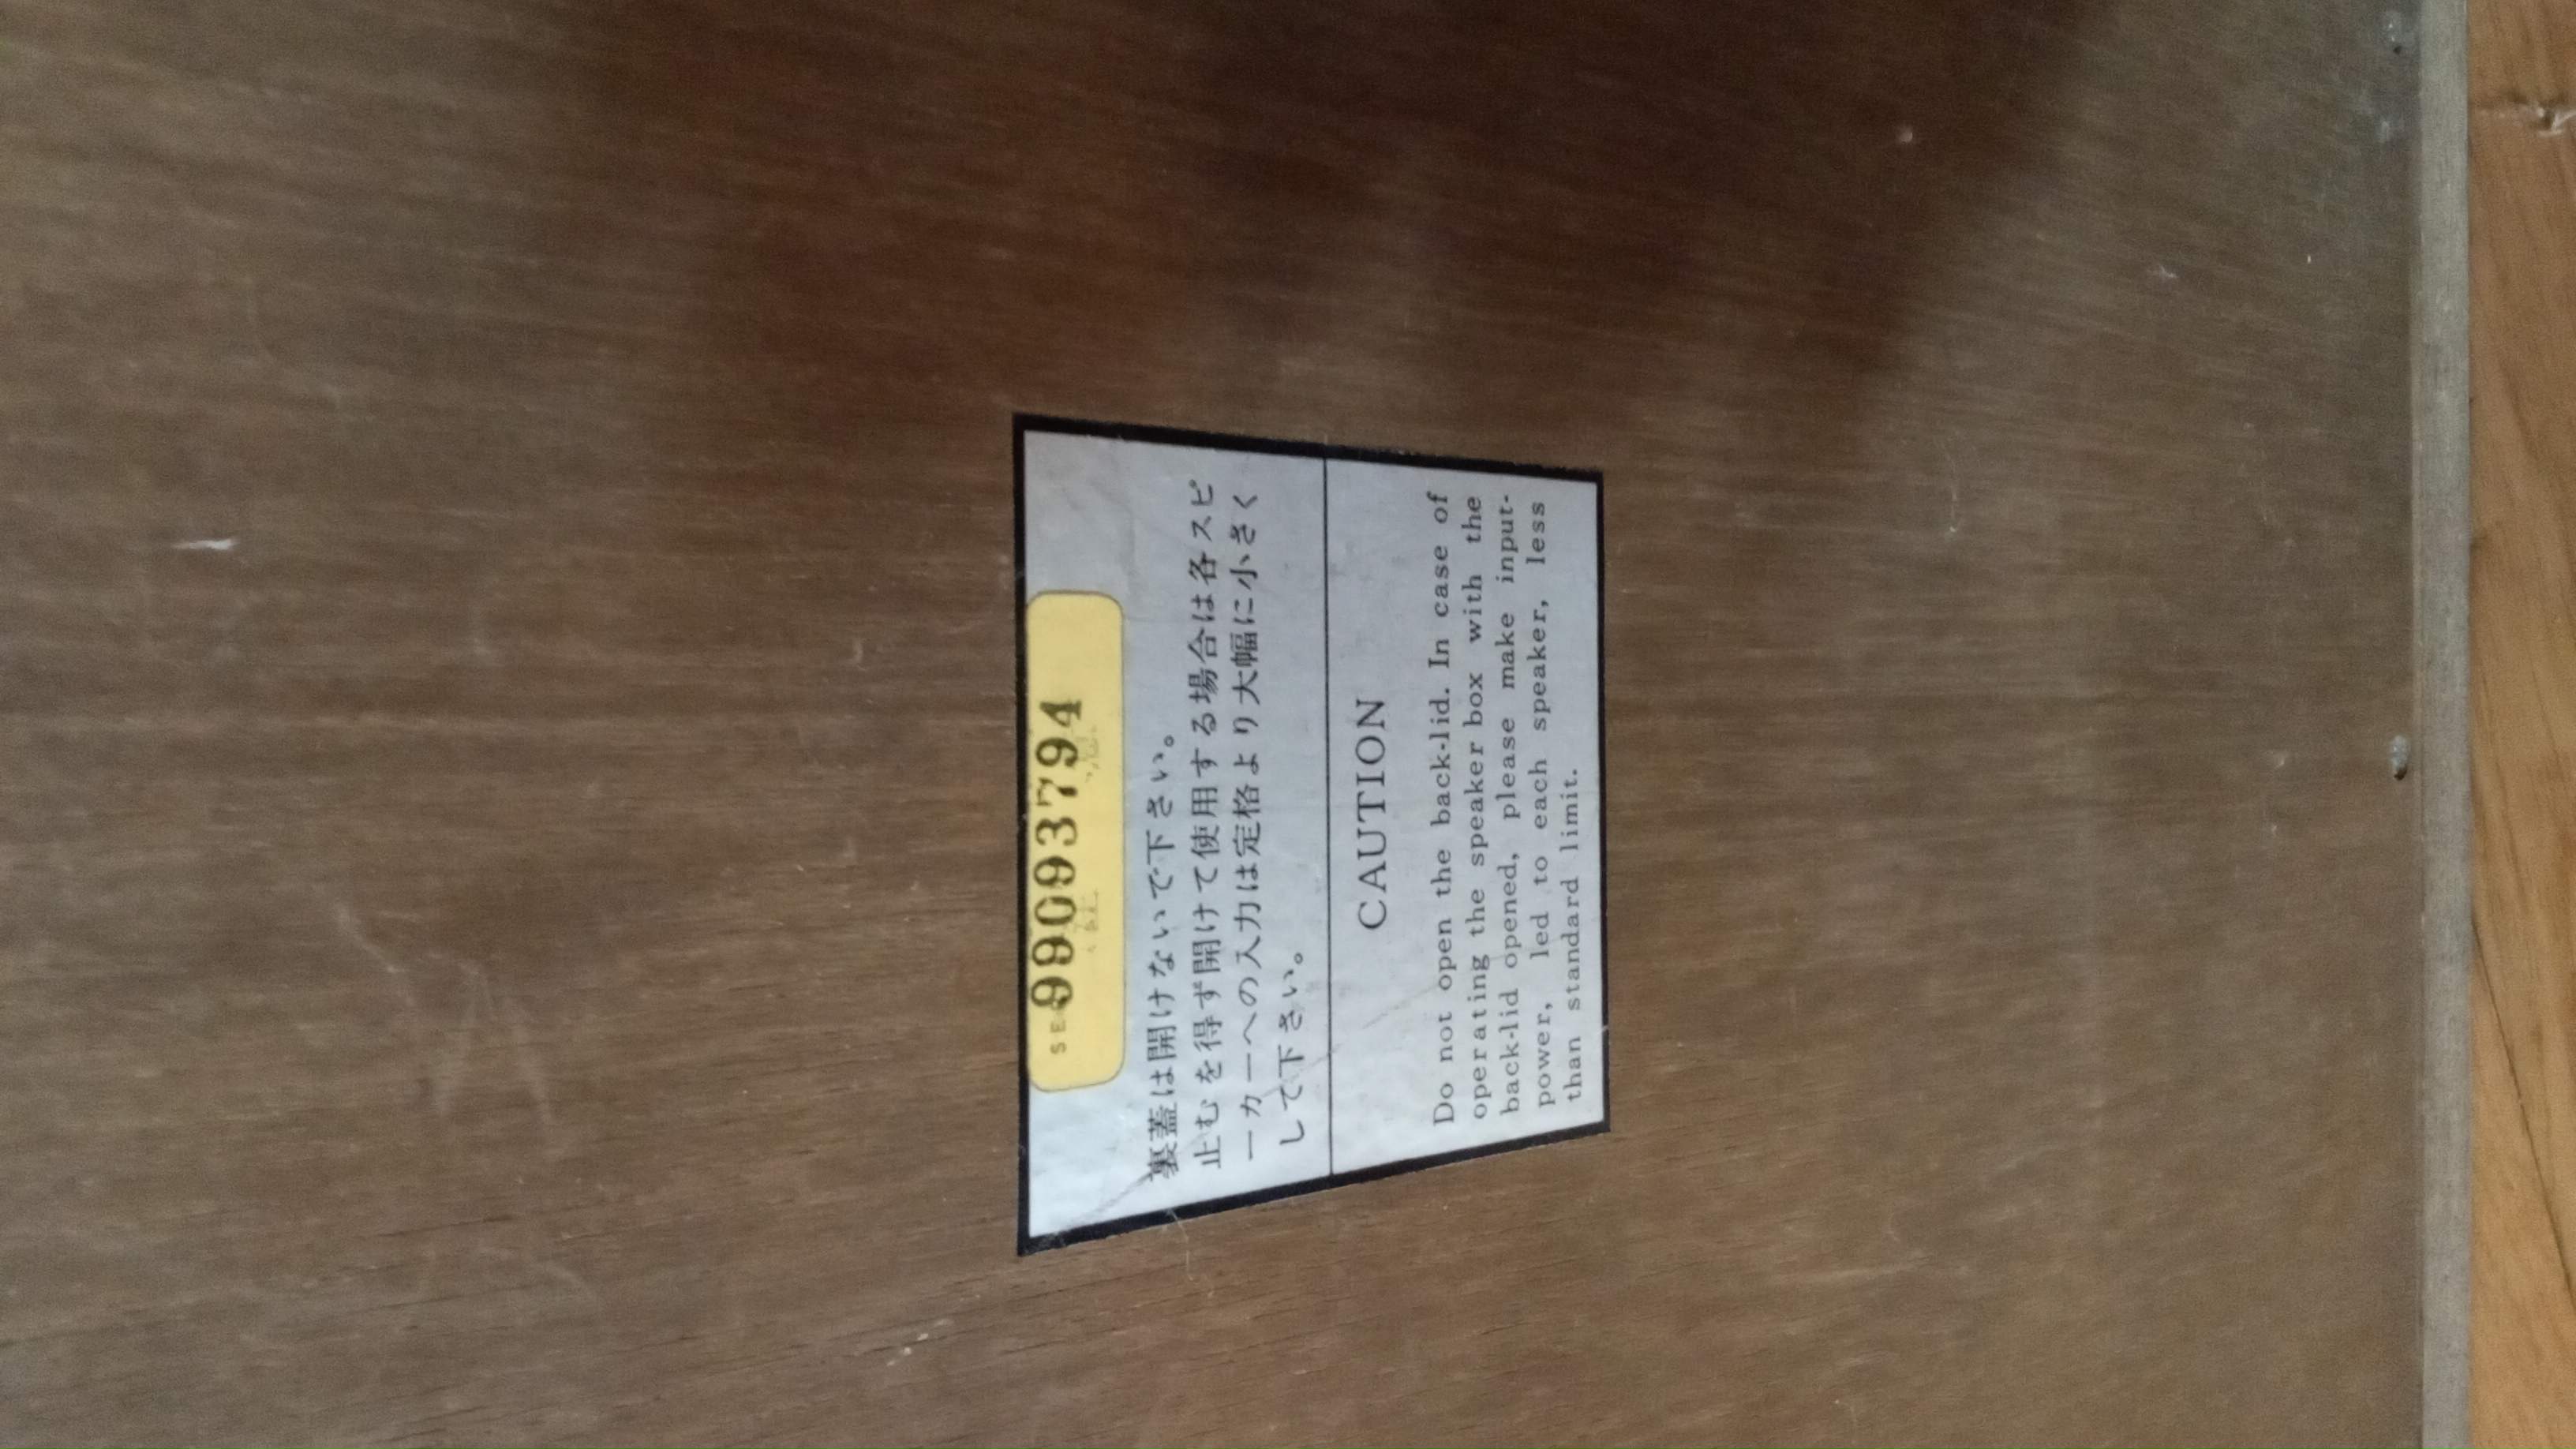 99093794
裏蓋は開けないで下さい。
止むを得ず開けて使用する場合は各スピ
ーカーへの入力は定格より大幅に小さく
して下さい。
CAUTION
Do not open the back-lid. In case of
operating the speaker box with the
back-lid opened, please make input-
power, led to each speaker, less
than standard limit.